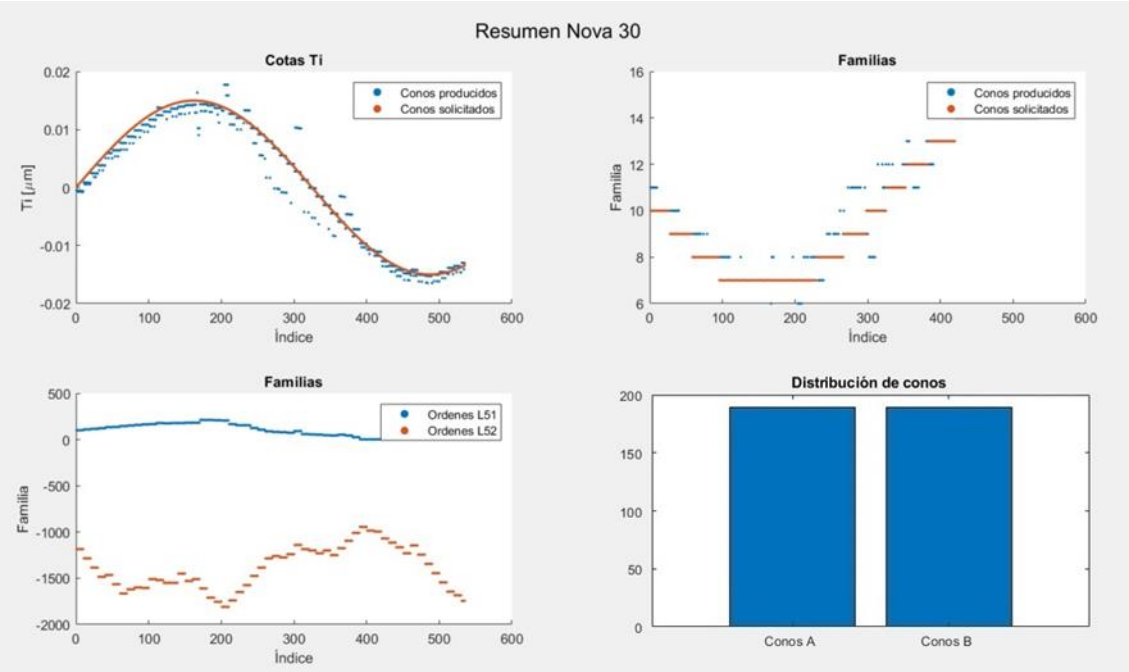 Resumen Nova 30
Cotas Ti
0.02
0.01
0
-0.01
-0.02
Ti [μm]
Conos producidos
Conos solicitados
0 100 200 300 400 500 600
Índice
Familias
16
14
12
10
8
6
Familia
Conos producidos
Conos solicitados
0 100 200 300 400 500 600
Índice
Familias
500
0
-500
-1000
-1500
-2000
Familia
Ordenes L51
Ordenes L52
0 100 200 300 400 500 600
Índice
Distribución de conos
200
150
100
50
0
Conos A Conos B